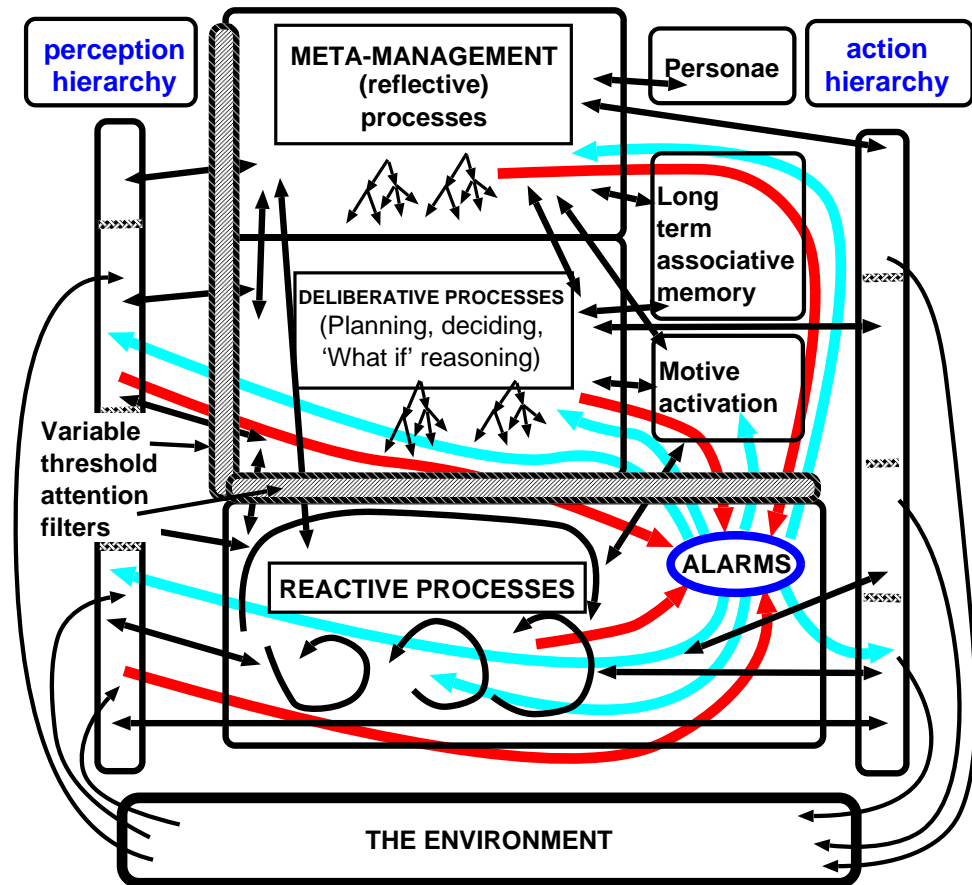 perception
hierarchy
META-MANAGEMENT
(reflective)
processes
Personae
action
hierarchy
Long
term
associative
memory
DELIBERATIVE PROCESSES
(Planning, deciding,
‘What if’ reasoning)
Motive
activation
Variable
threshold
attention
filters
ALARMS
REACTIVE PROCESSES
THE ENVIRONMENT